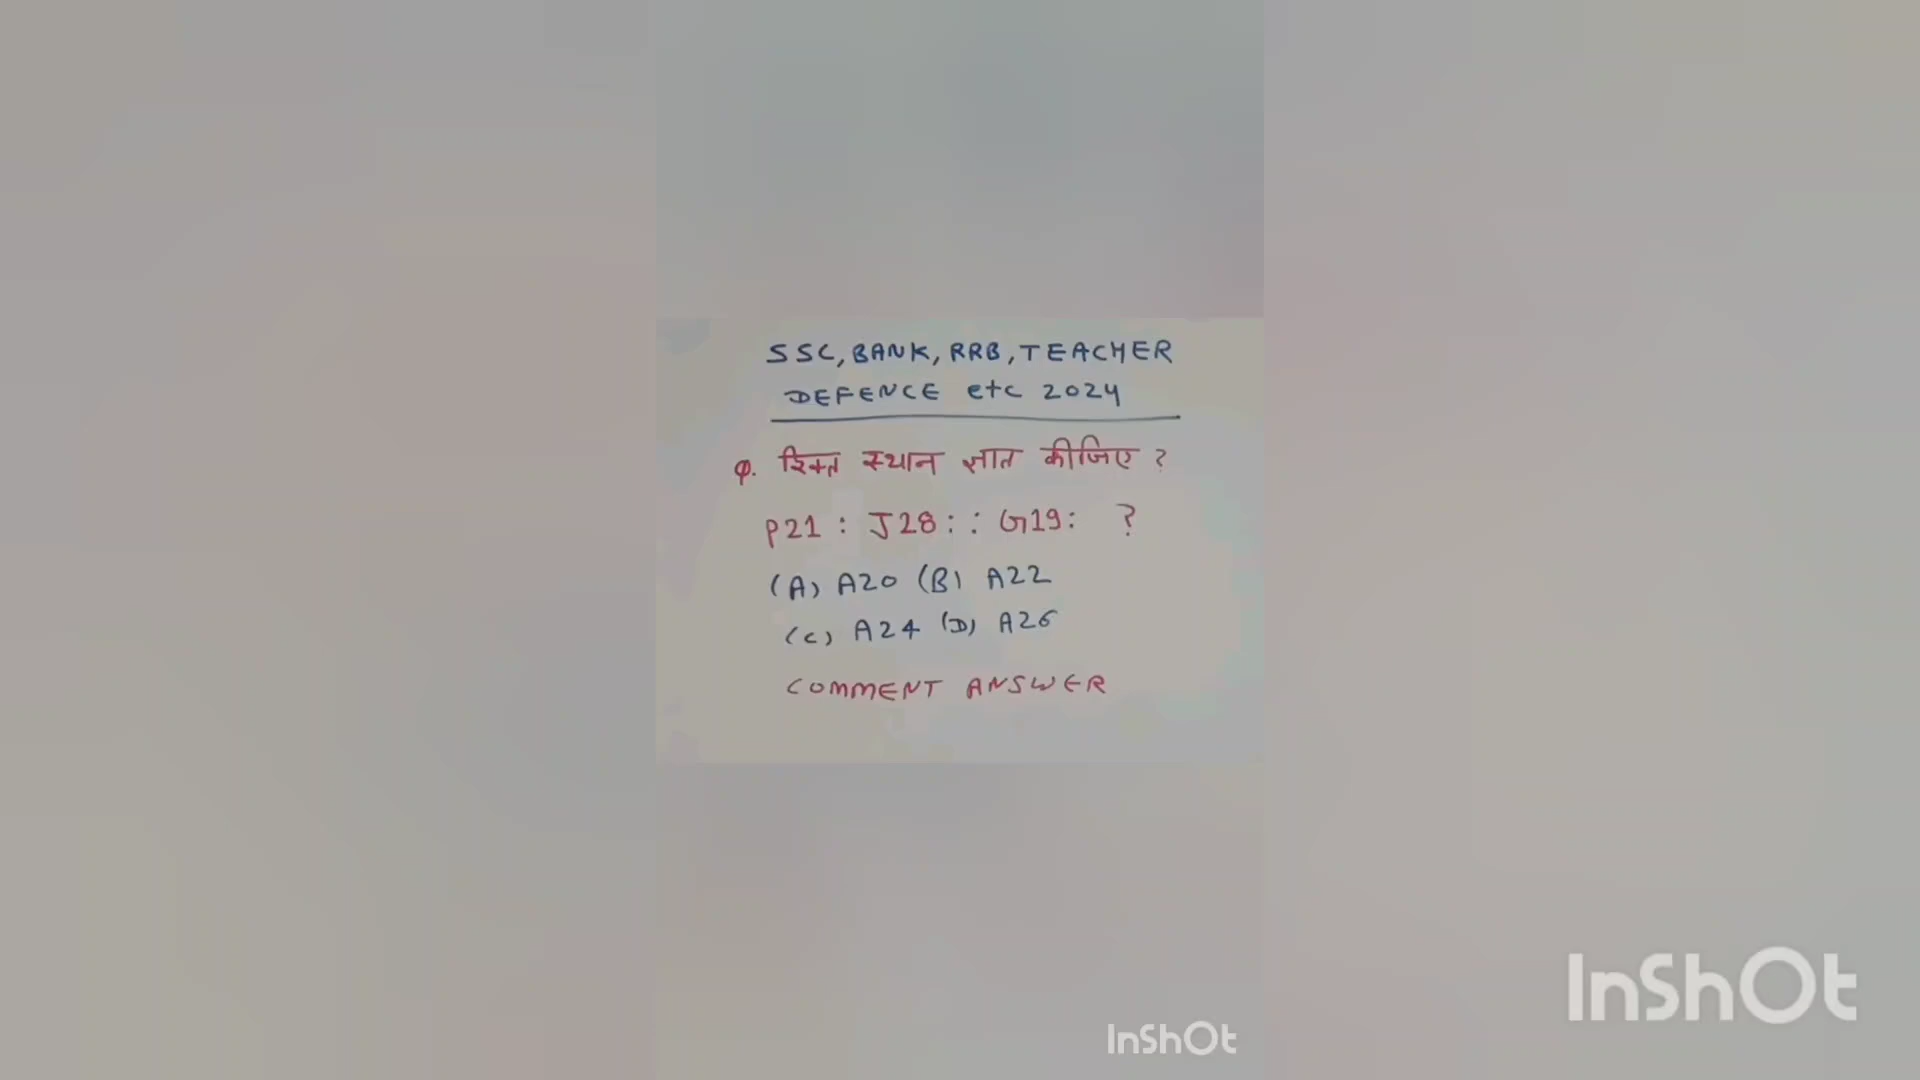 SSC, BANK, RRB, TEACHER
DEFENCE etc 2024
Q. रिक्त स्थान ज्ञात कीजिए ?
P21 : J28 : : G19 : ?
(A) A20 (B) A22
(C) A24 (D) A26
COMMENT ANSWER
InShOt
InShOt